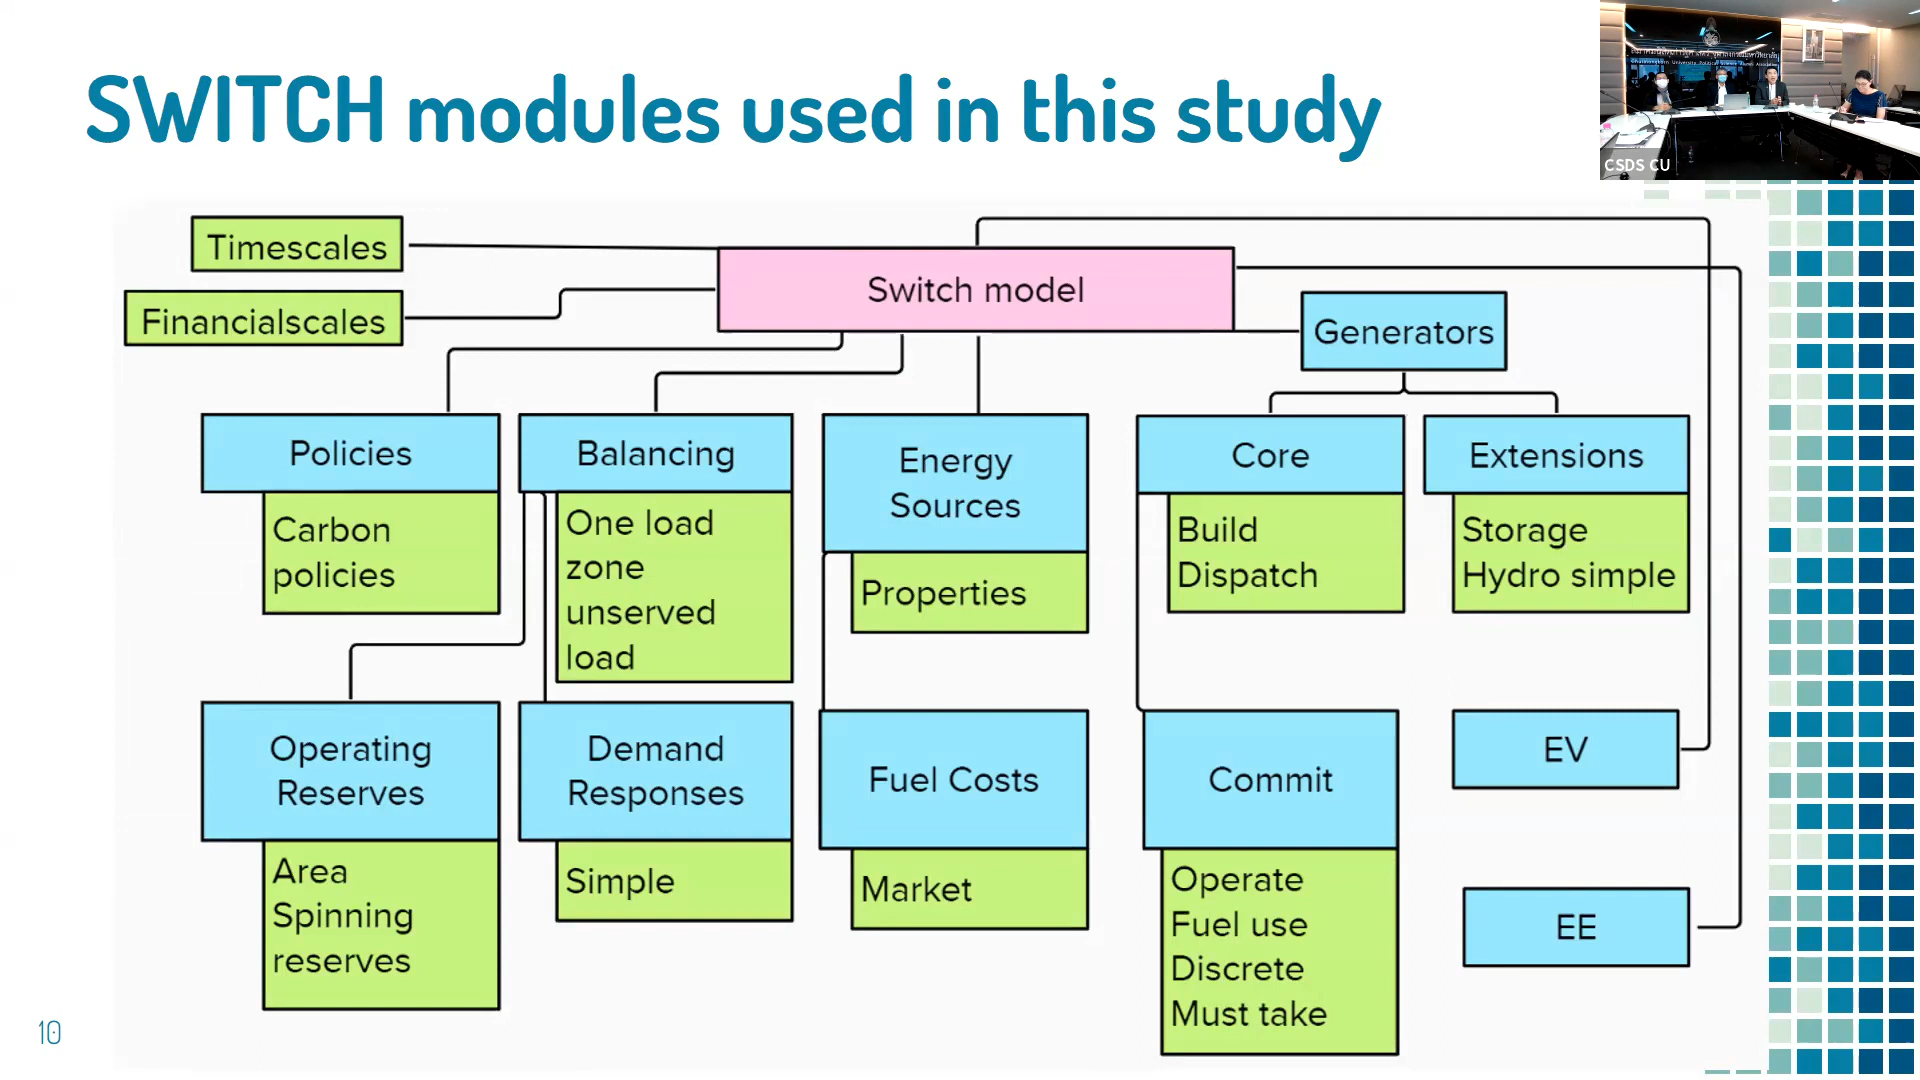 SWITCH modules used in this study
CSDS CU
Timescales
Financialscales
Switch model
Generators
Policies
Carbon
policies
Balancing
One load
zone
unserved
load
Energy
Sources
Properties
Core
Build
Dispatch
Extensions
Storage
Hydro simple
Operating
Reserves
Area
Spinning
reserves
Demand
Responses
Simple
Fuel Costs
Market
Commit
Operate
Fuel use
Discrete
Must take
EV
EE
10